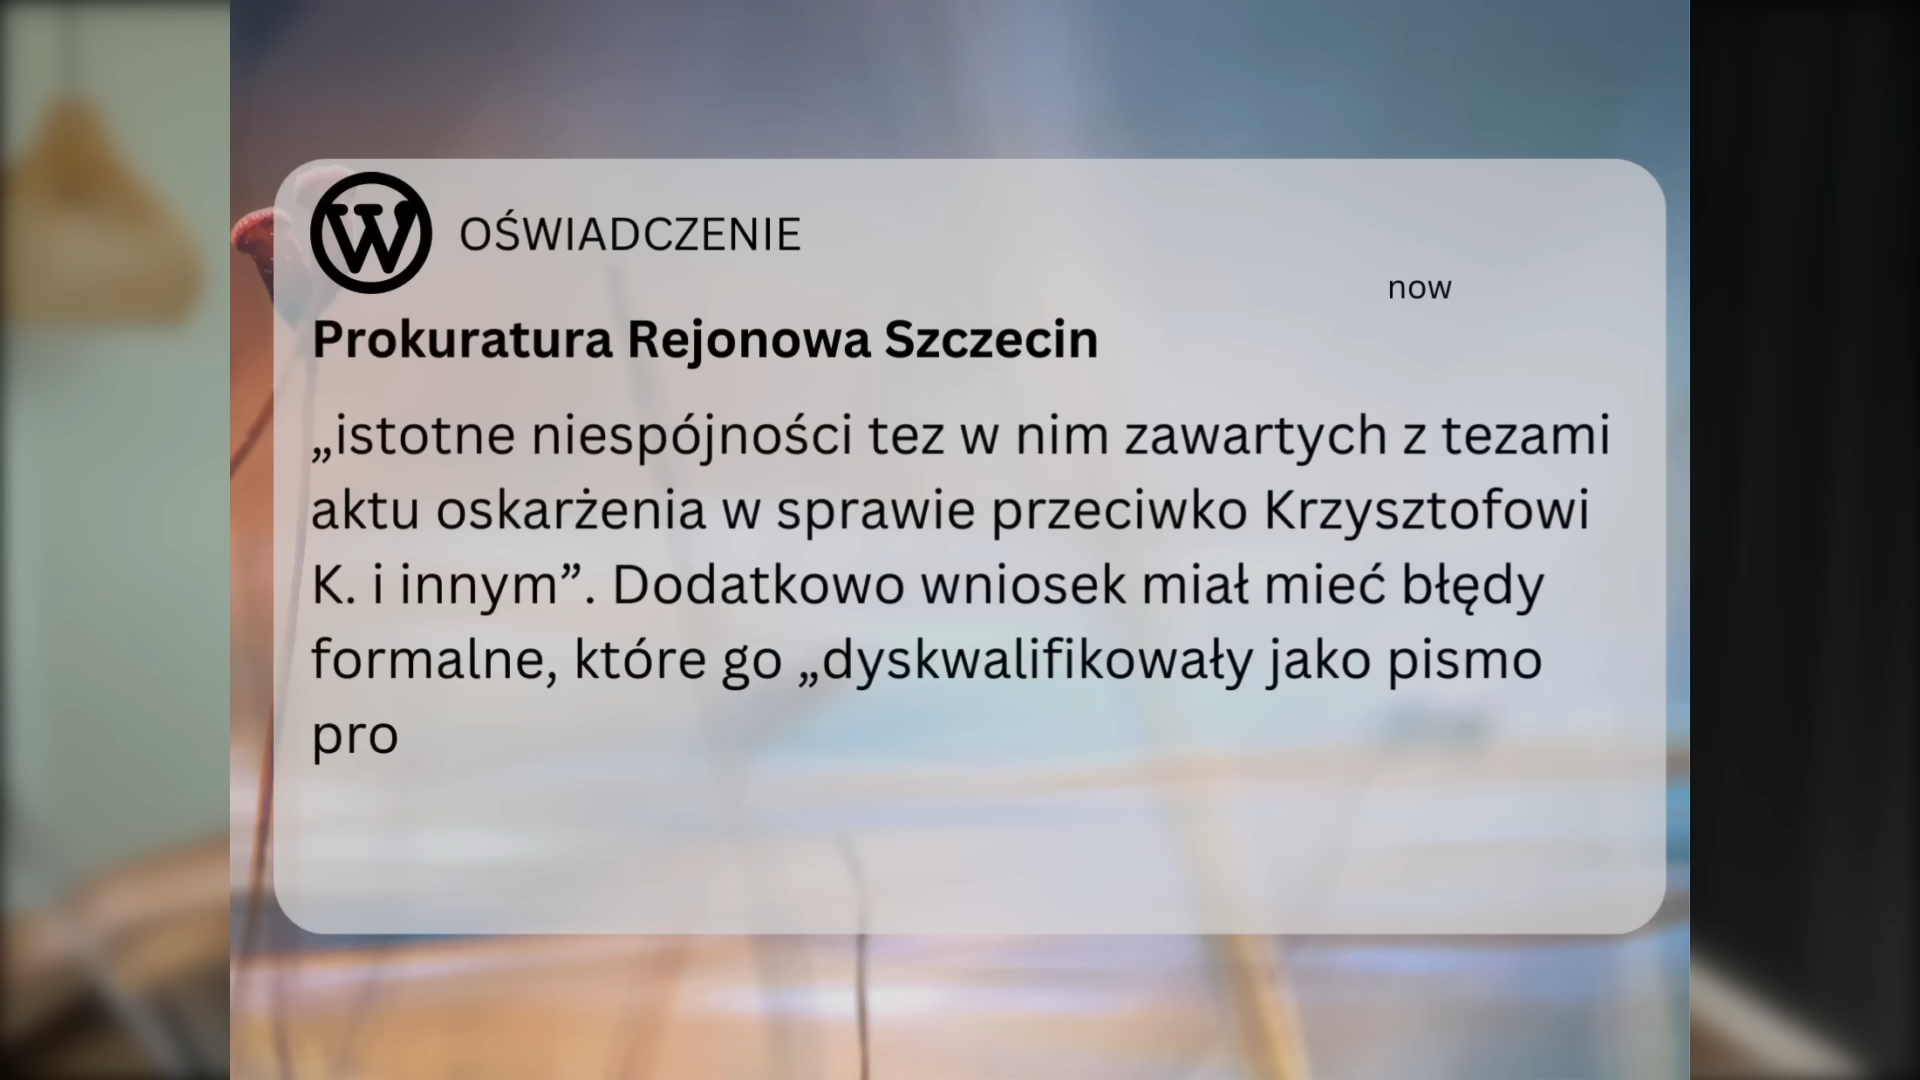 W
OŚWIADCZENIE
now
Prokuratura Rejonowa Szczecin
„istotne niespójności tez w nim zawartych z tezami
aktu oskarżenia w sprawie przeciwko Krzysztofowi
K. i innym”. Dodatkowo wniosek miał mieć błędy
formalne, które go „dyskwalifikowały jako pismo
pro